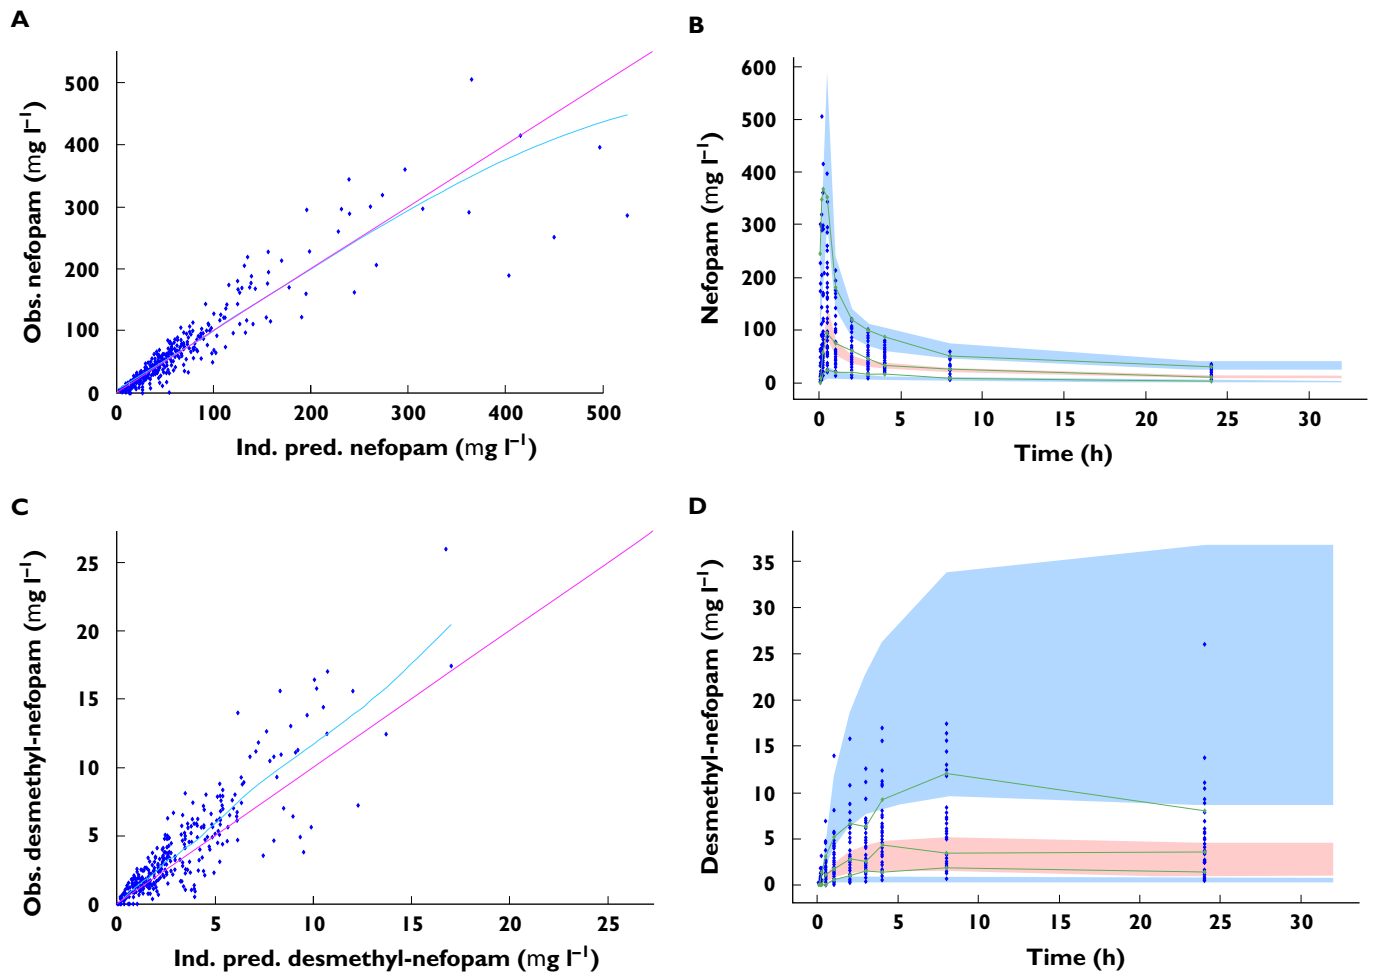 A
Obs. nefopam (mg l⁻¹)
500
400
300
200
100
0
0 100 200 300 400 500
Ind. pred. nefopam (mg l⁻¹)
B
Nefopam (mg l⁻¹)
600
500
400
300
200
100
0
0 5 10 15 20 25 30
Time (h)
C
Obs. desmethyl-nefopam (mg l⁻¹)
25
20
15
10
5
0
0 5 10 15 20 25
Ind. pred. desmethyl-nefopam (mg l⁻¹)
D
Desmethyl-nefopam (mg l⁻¹)
35
30
25
20
15
10
5
0
0 5 10 15 20 25 30
Time (h)